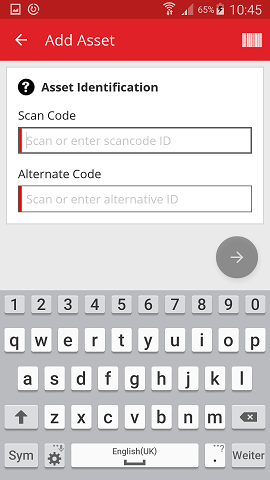 65% 10:45
Add Asset
? Asset Identification
Scan Code
Scan or enter scancode ID
Alternate Code
Scan or enter alternative ID
1 2 3 4 5 6 7 8 9 0
q w e r t y u i o p
a s d f g h j k l
z x c v b n m
Sym English(UK) . ? Weiter